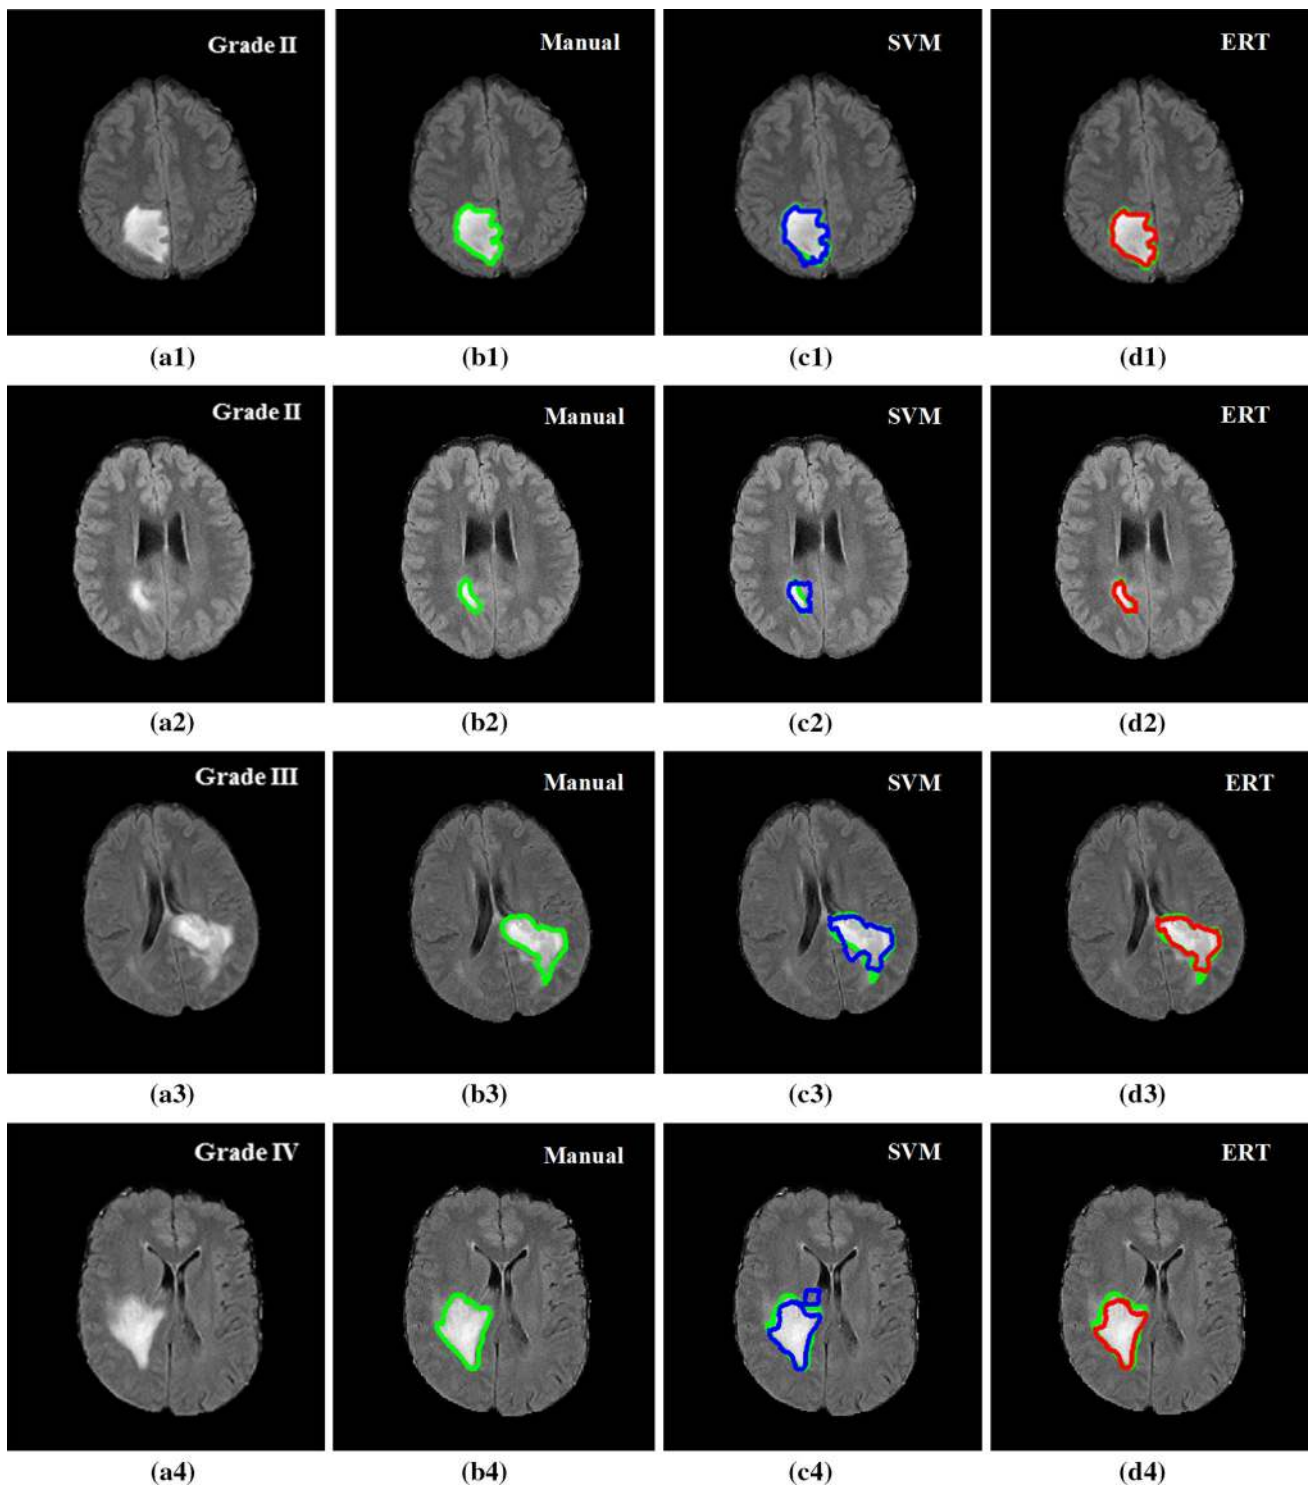 Grade II Manual SVM ERT
(a1) (b1) (c1) (d1)
Grade II Manual SVM ERT
(a2) (b2) (c2) (d2)
Grade III Manual SVM ERT
(a3) (b3) (c3) (d3)
Grade IV Manual SVM ERT
(a4) (b4) (c4) (d4)